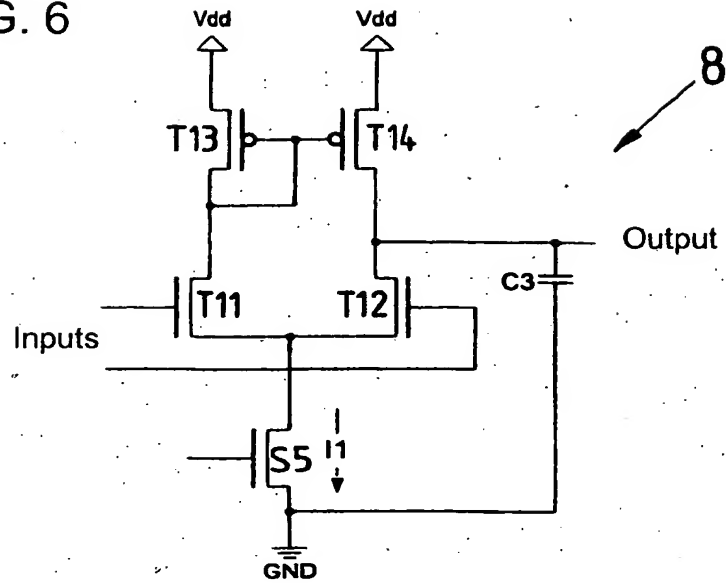 G. 6
Vdd Vdd
8
T13 T14
Output
C3
T11 T12
Inputs
S5 I1
GND